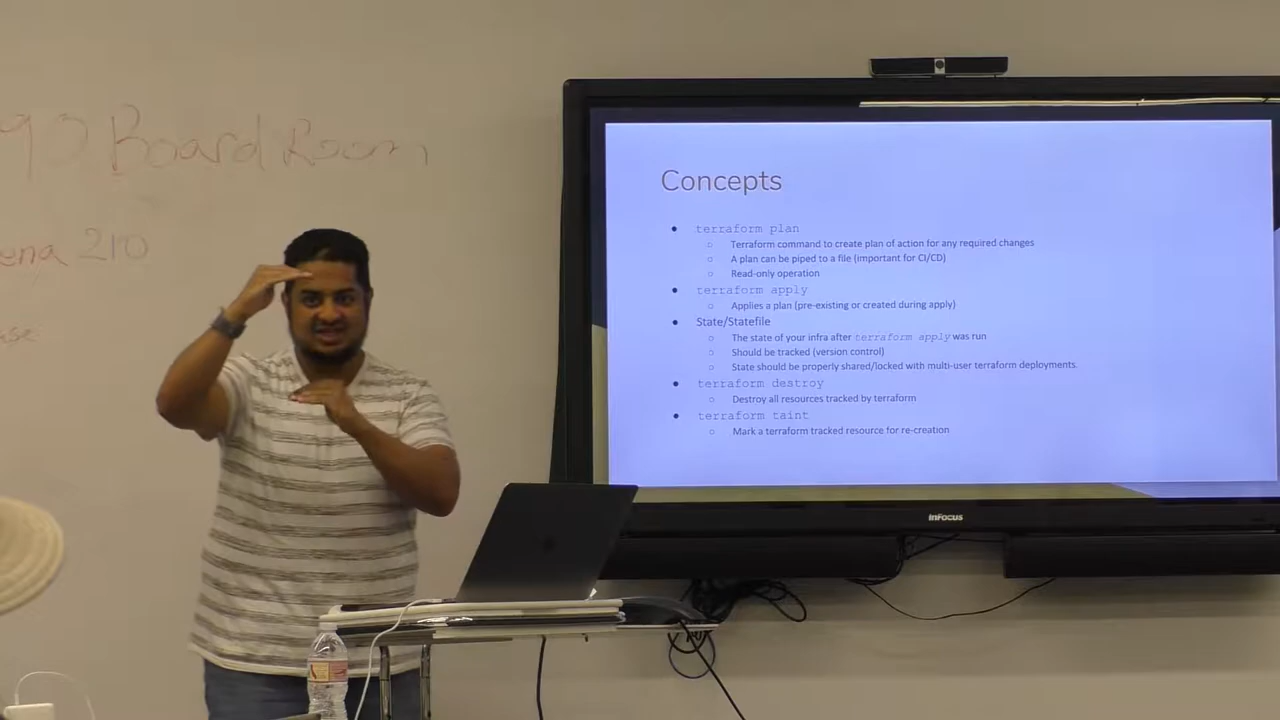 90 Board Room
ena 210
ase:
Concepts
● terraform plan
○ Terraform command to create plan of action for any required changes
○ A plan can be piped to a file (important for CI/CD)
○ Read-only operation
● terraform apply
○ Applies a plan (pre-existing or created during apply)
● State/Statefile
○ The state of your infra after terraform apply was run
○ Should be tracked (version control)
○ State should be properly shared/locked with multi-user terraform deployments.
● terraform destroy
○ Destroy all resources tracked by terraform
● terraform taint
○ Mark a terraform tracked resource for re-creation
InFocus